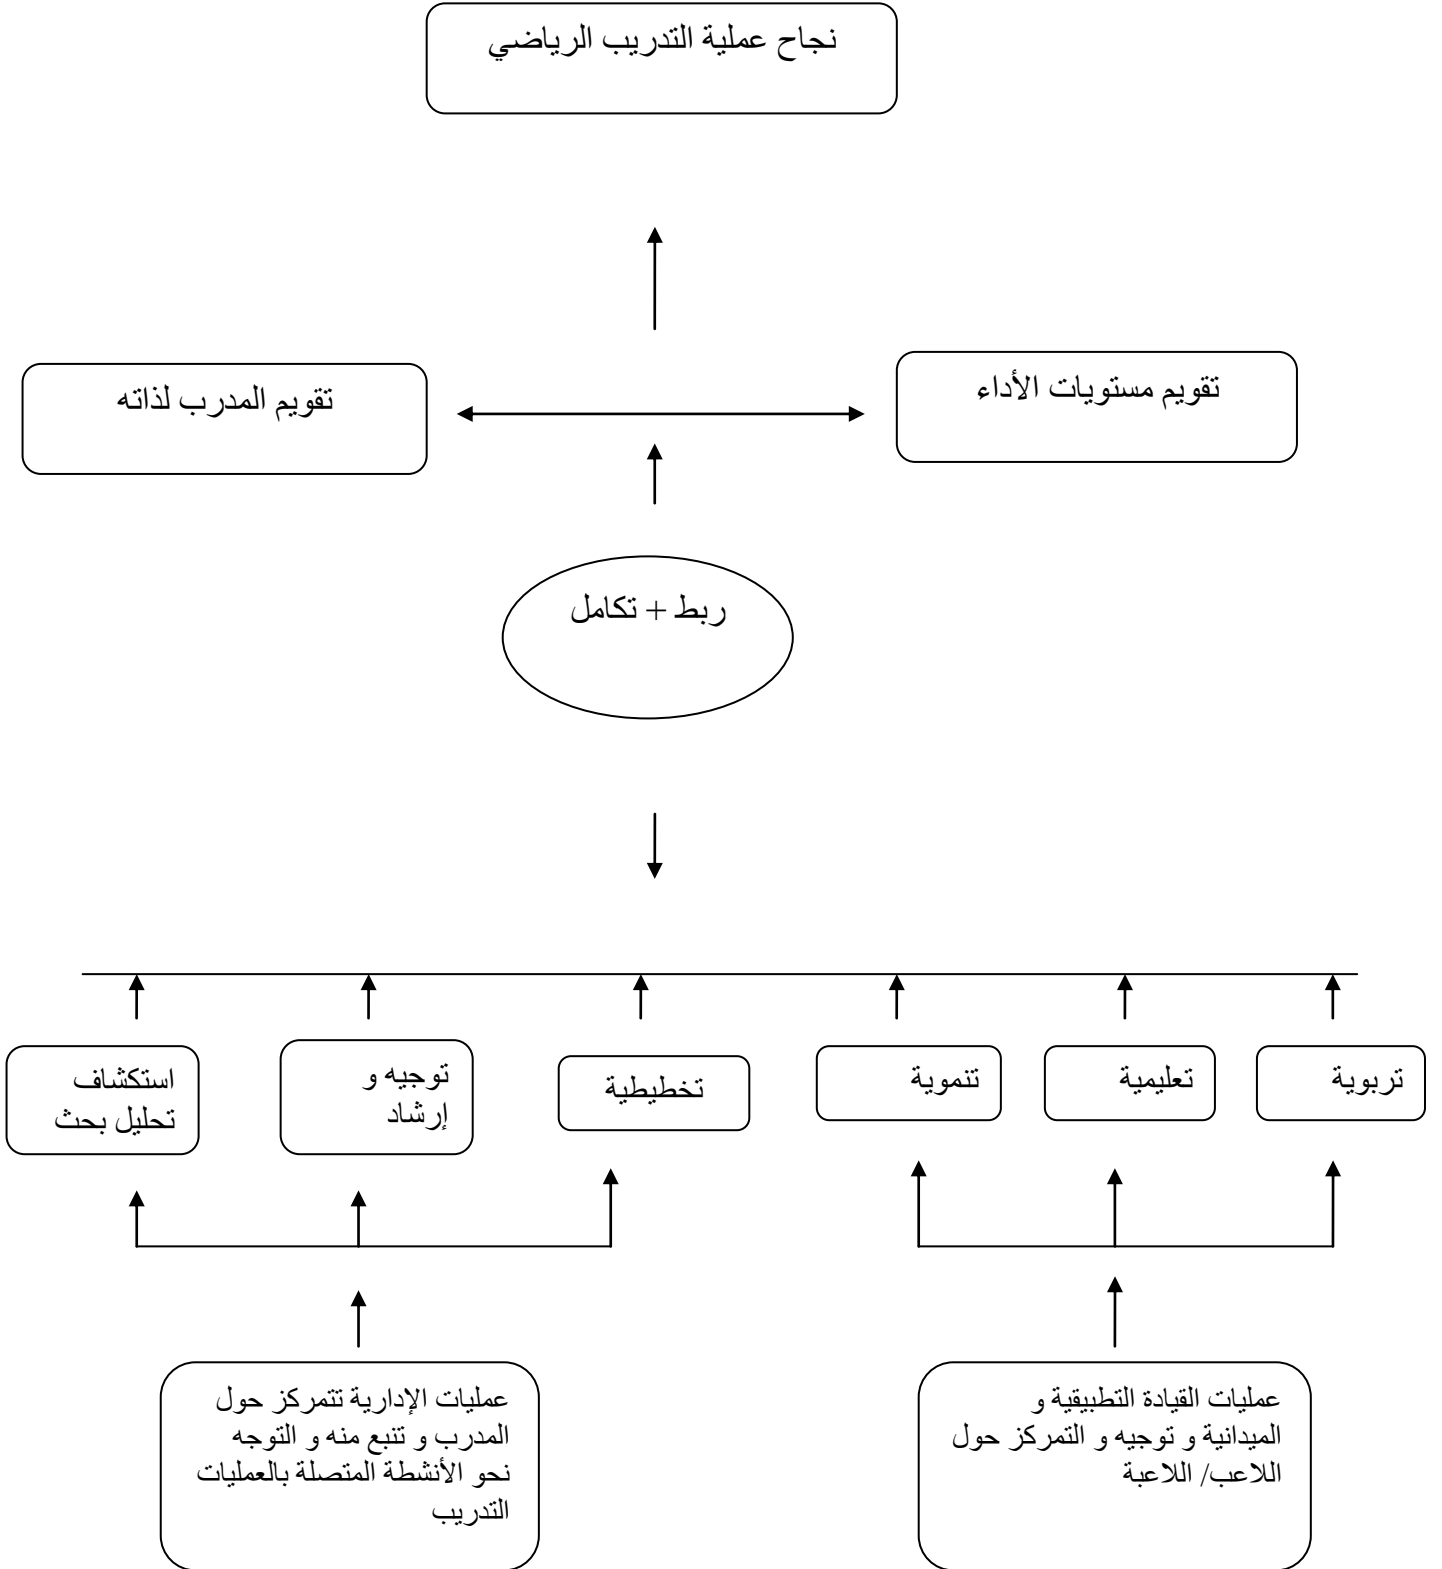 نجاح عملية التدريب الرياضي
تقويم مستويات الأداء
تقويم المدرب لذاته
ربط + تكامل
تربوية
تعليمية
تنموية
تخطيطية
توجيه و
إرشاد
استكشاف
تحليل بحث
عمليات القيادة التطبيقية و
الميدانية و توجيه و التمركز حول
اللاعب/ اللاعبة
عمليات الإدارية تتمركز حول
المدرب و تنبع منه و التوجه
نحو الأنشطة المتصلة بالعمليات
التدريب